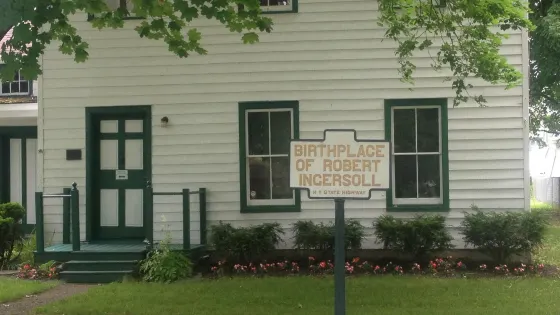 BIRTHPLACE
OF ROBERT
INGERSOLL